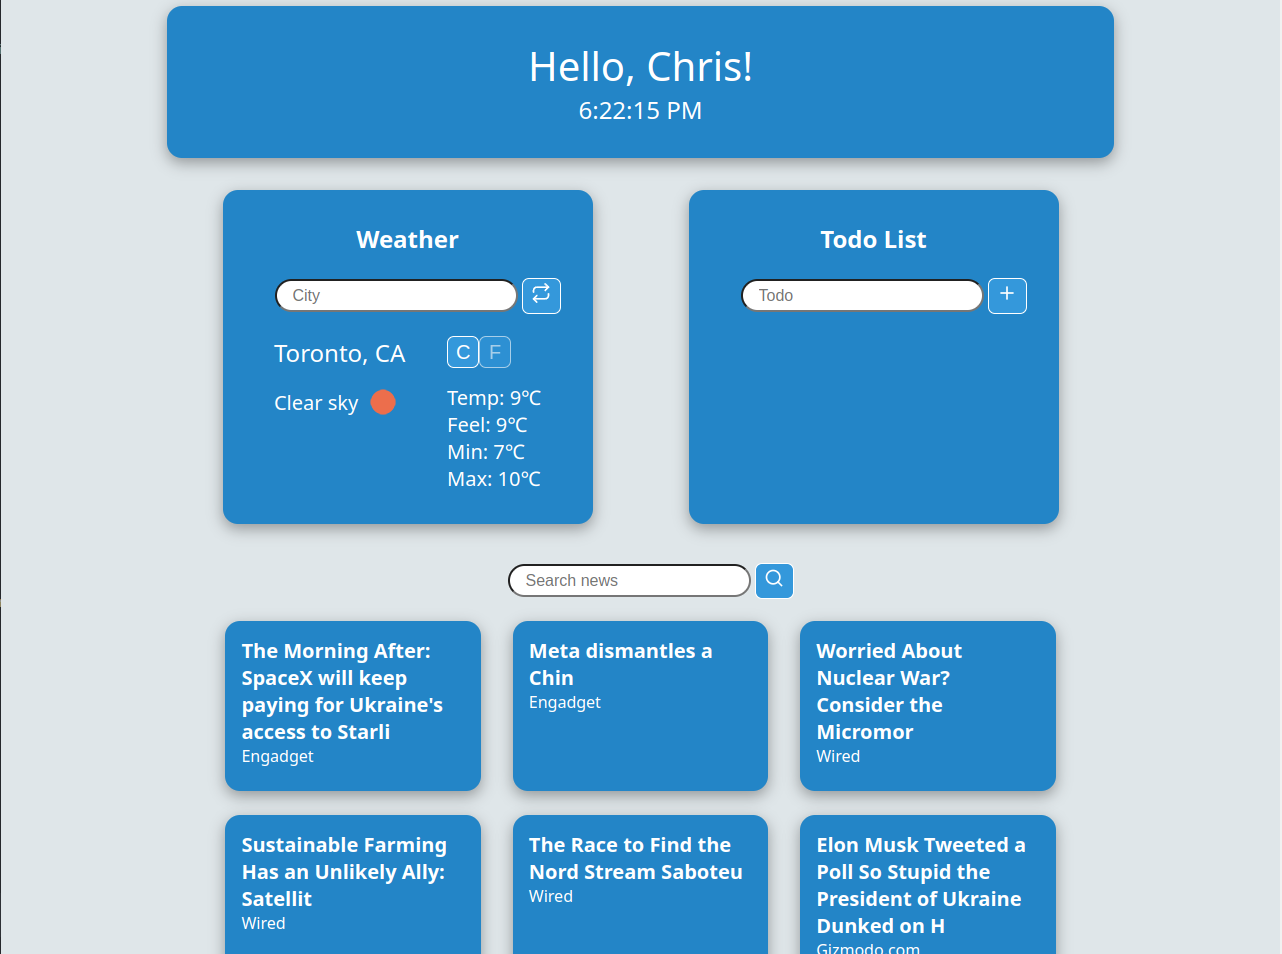 Hello, Chris!
6:22:15 PM
Weather
City
Toronto, CA
C F
Clear sky
Temp: 9℃
Feel: 9℃
Min: 7℃
Max: 10℃
Todo List
Todo
Search news
The Morning After:
SpaceX will keep
paying for Ukraine's
access to Starli
Engadget
Meta dismantles a
Chin
Engadget
Worried About
Nuclear War?
Consider the
Micromor
Wired
Sustainable Farming
Has an Unlikely Ally:
Satellit
Wired
The Race to Find the
Nord Stream Saboteu
Wired
Elon Musk Tweeted a
Poll So Stupid the
President of Ukraine
Dunked on H
Gizmodo.com